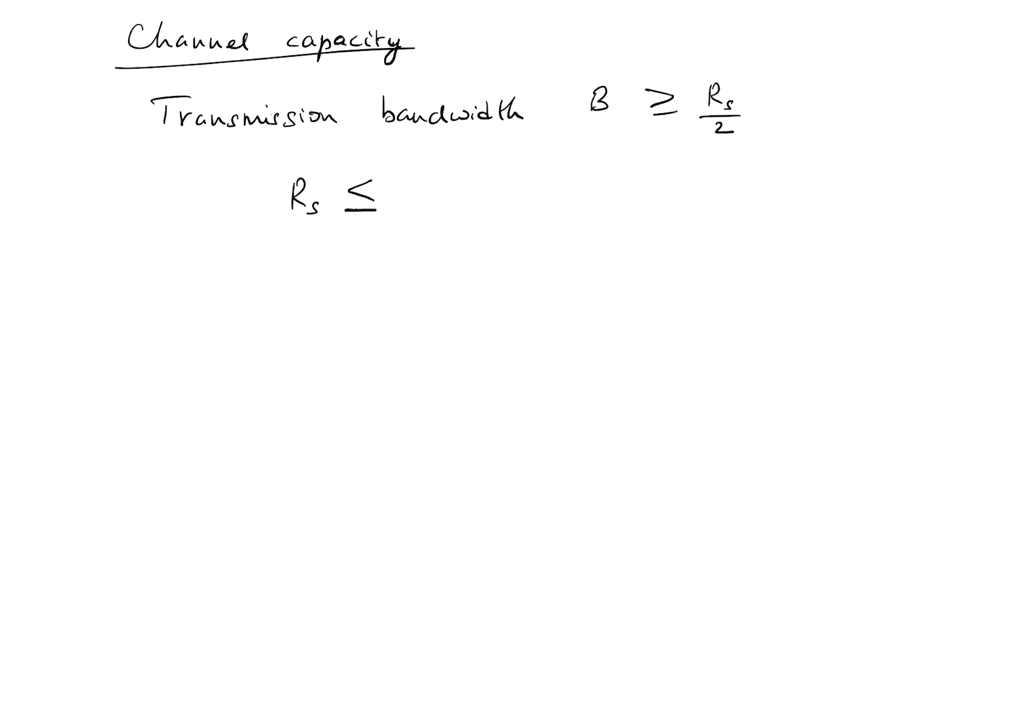 Channel capacity
Transmission bandwidth B ≥ Rs/2
Rs ≤